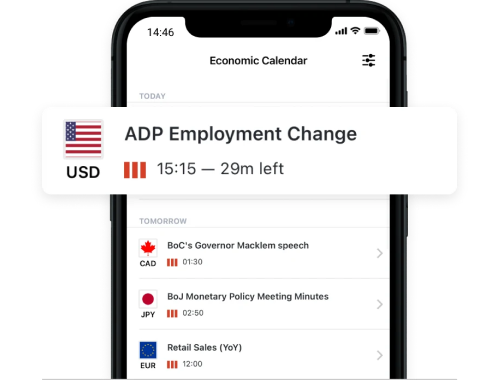 14:46
Economic Calendar
TODAY
ADP Employment Change
USD
15:15 — 29m left
TOMORROW
BoC's Governor Macklem speech
CAD
01:30
BoJ Monetary Policy Meeting Minutes
JPY
02:50
Retail Sales (YoY)
EUR
12:00